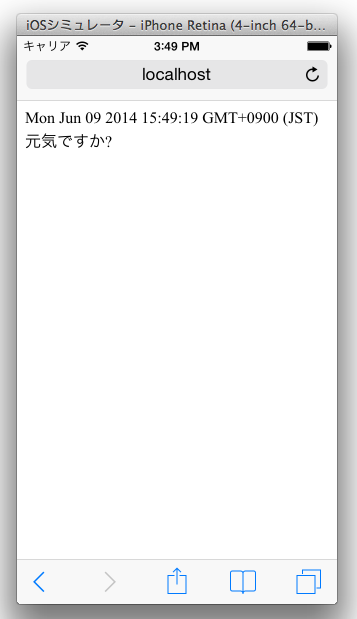 iOSシミュレータ - iPhone Retina (4-inch 64-b...
キャリア 3:49 PM
localhost
Mon Jun 09 2014 15:49:19 GMT+0900 (JST)
元気ですか?